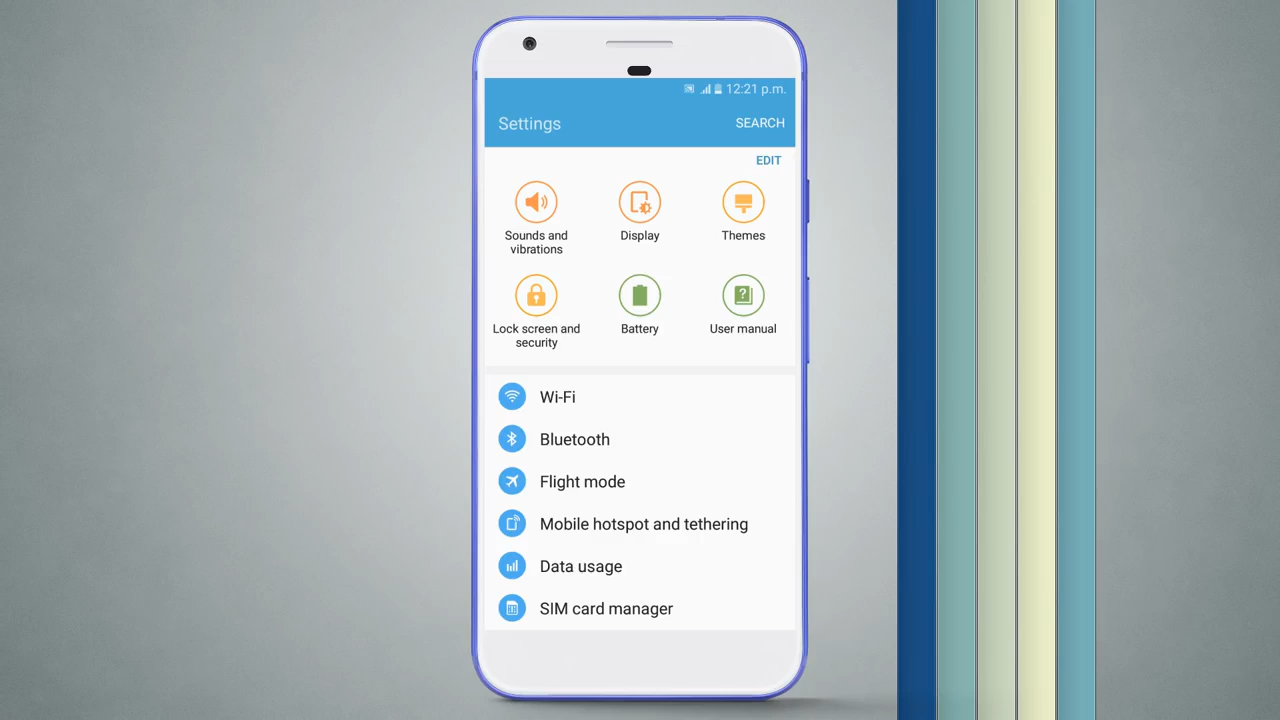 12:21 p.m.
Settings
SEARCH
EDIT
Sounds and
vibrations
Display
Themes
Lock screen and
security
Battery
User manual
Wi-Fi
Bluetooth
Flight mode
Mobile hotspot and tethering
Data usage
SIM card manager